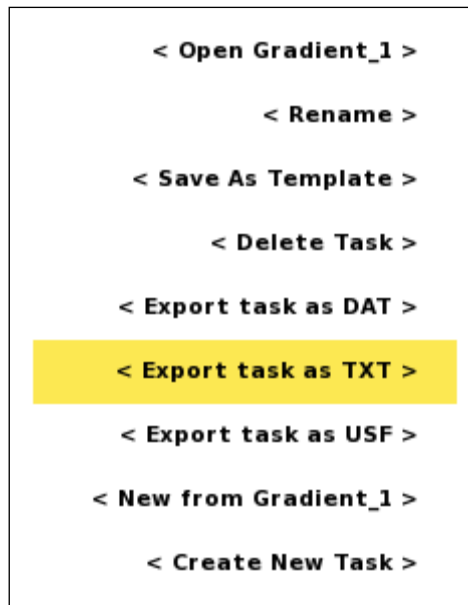 < Open Gradient_1 >
< Rename >
< Save As Template >
< Delete Task >
< Export task as DAT >
< Export task as TXT >
< Export task as USF >
< New from Gradient_1 >
< Create New Task >